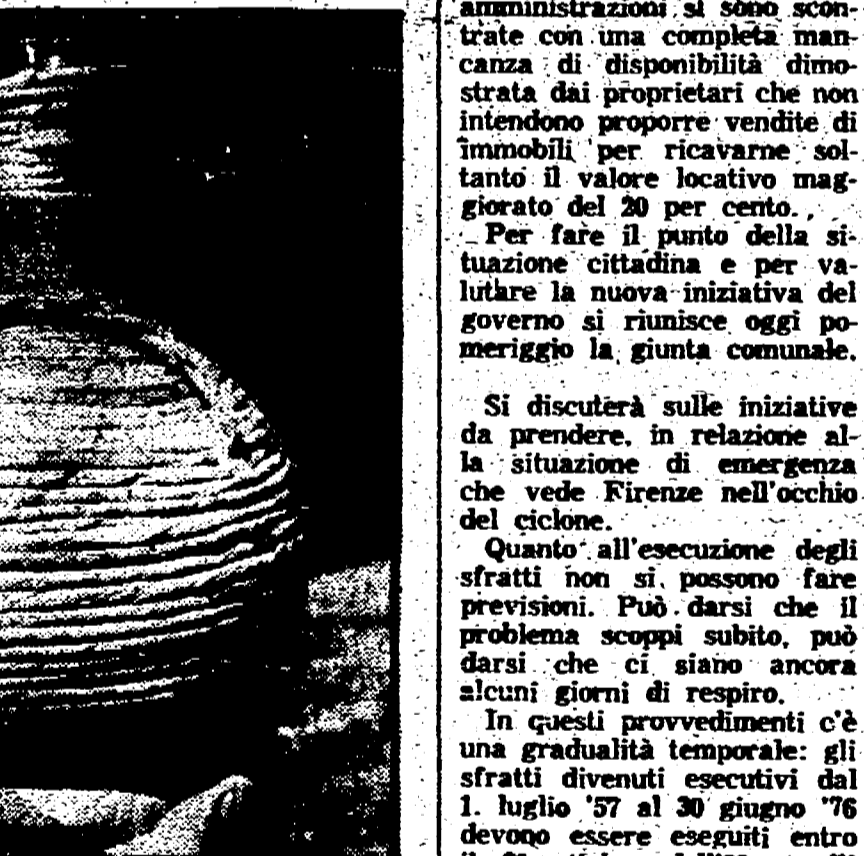 amministrazioni si sono scon-
trate con una completa man-
canza di disponibilità dimo-
strata dai proprietari che non
intendono proporre vendite di
immobili per ricavarne sol-
tanto il valore locativo mag-
giorato del 20 per cento.
Per fare il punto della si-
tuazione cittadina e per va-
lutare la nuova iniziativa del
governo si riunisce oggi po-
meriggio la giunta comunale.
Si discuterà sulle iniziative
da prendere, in relazione al-
la situazione di emergenza
che vede Firenze nell'occhio
del ciclone.
Quanto all'esecuzione degli
sfratti non si possono fare
previsioni. Può darsi che il
problema scoppi subito, può
darsi che ci siano ancora
alcuni giorni di respiro.
In questi provvedimenti c'è
una gradualità temporale: gli
sfratti divenuti esecutivi dal
1. luglio '57 al 30 giugno '76
devono essere eseguiti entro